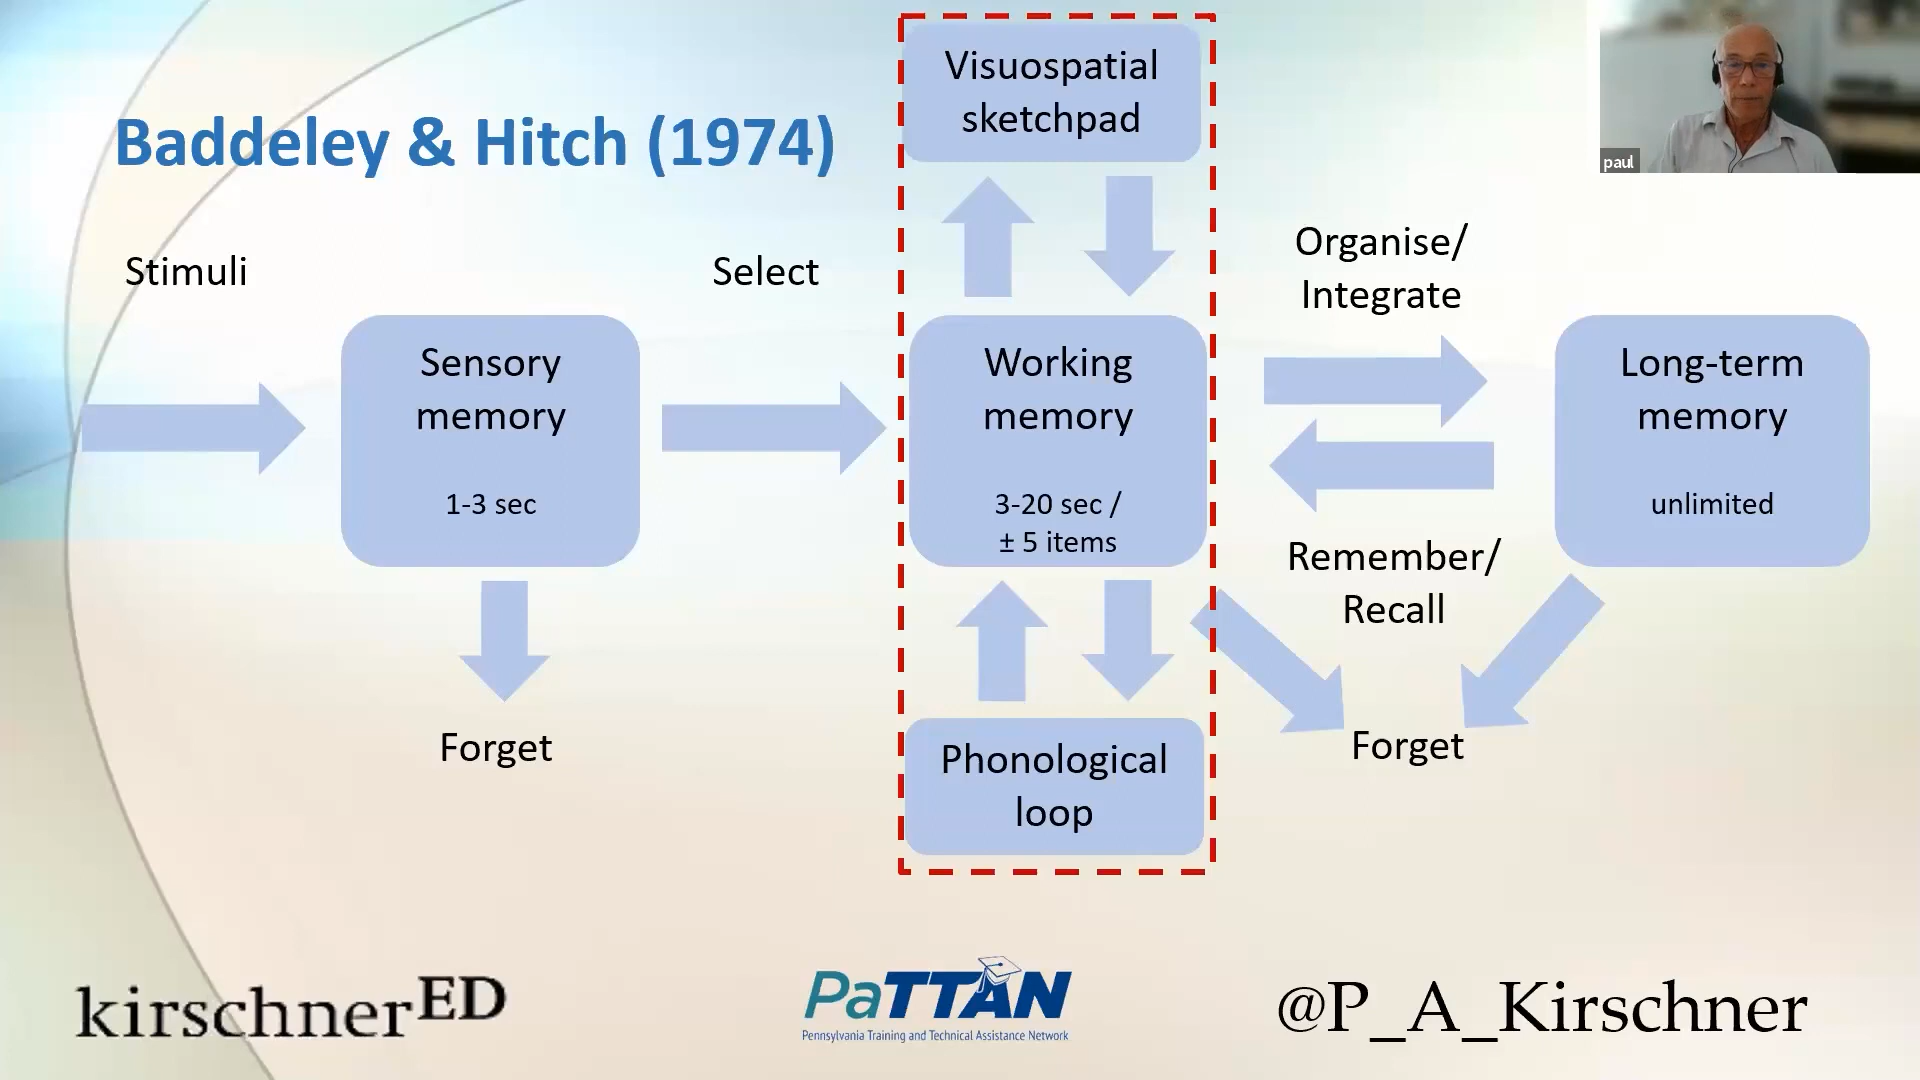 Visuospatial
sketchpad
paul
Baddeley & Hitch (1974)
Stimuli
Select
Organise/
Integrate
Sensory
memory
1-3 sec
Working
memory
3-20 sec /
± 5 items
Long-term
memory
unlimited
Remember/
Recall
Forget
Phonological
loop
Forget
kirschnerED
PaTTAN
Pennsylvania Training and Technical Assistance Network
@P_A_Kirschner